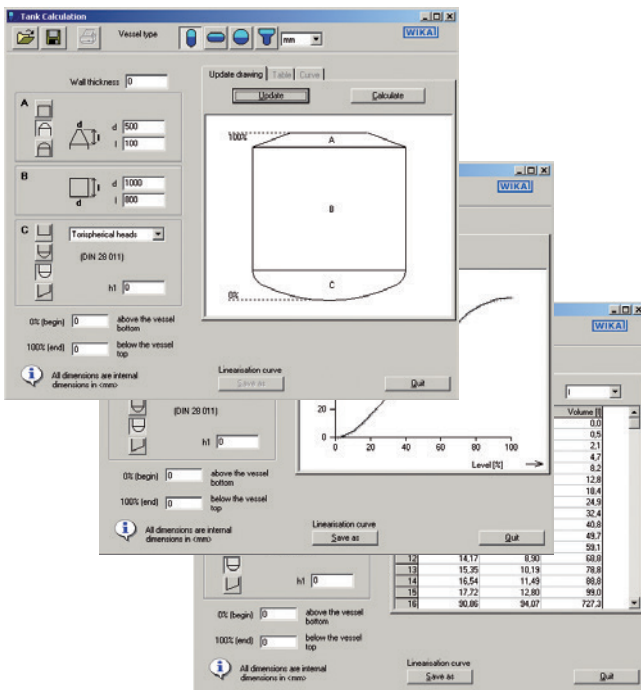 Tank Calculation
Vessel type
mm
WIKAI
Wall thickness 0
Update drawing Table Curve
Update Calculate
A
d
l
d 500
l 100
100%
A
B
d
l
d 1000
l 800
B
C
Torispherical heads
(DIN 28 011)
h1 0
C
0%
0% (begin) 0 above the vessel bottom
100% (end) 0 below the vessel top
All dimensions are internal
dimensions in <mm>
Linearisation curve
Save as
Quit
WIKAI
(DIN 28 011)
h1 0
20
0
0 20 40 60 80 100
Level [%]
0% (begin) 0 above the vessel bottom
100% (end) 0 below the vessel top
All dimensions are internal
dimensions in <mm>
Linearisation curve
Save as
Quit
WIKAI
l
Volume [l]
0,0
0,5
2,1
4,7
8,2
12,8
18,4
24,9
32,4
40,8
49,7
59,1
12 14,17 8,90 68,8
13 15,35 10,19 78,8
14 16,54 11,49 88,8
15 17,72 12,80 99,0
16 90,86 94,07 727,3
h1 0
0% (begin) 0 above the vessel bottom
100% (end) 0 below the vessel top
All dimensions are internal
dimensions in <mm>
Linearisation curve
Save as
Quit